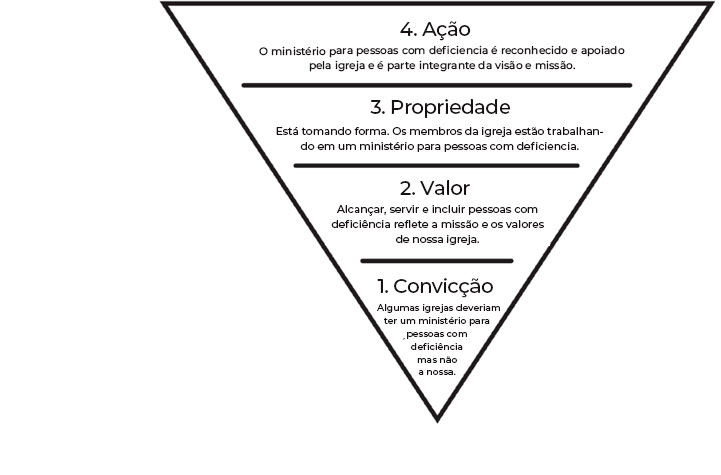 4. Ação
O ministério para pessoas com deficiencia é reconhecido e apoiado
pela igreja e é parte integrante da visão e missão.
3. Propriedade
Está tomando forma. Os membros da igreja estão trabalhan-
do em um ministério para pessoas com deficiencia.
2. Valor
Alcançar, servir e incluir pessoas com
deficiência reflete a missão e os valores
de nossa igreja.
1. Convicção
Algumas igrejas deveriam
ter um ministério para
pessoas com
deficiência
mas não
a nossa.